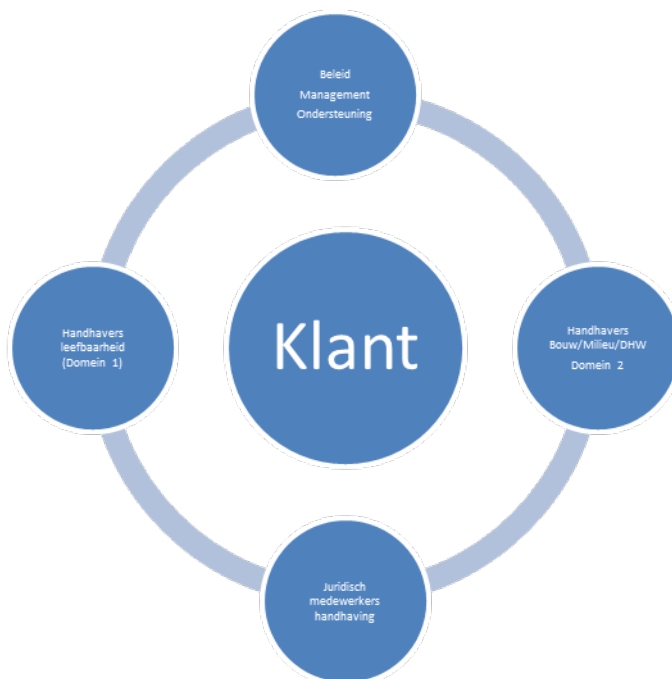 Beleid
Management
Ondersteuning
Handhavers
leefbaarheid
(Domein 1)
Klant
Handhavers
Bouw/Milieu/DHW
Domein 2
Juridisch
medewerkers
handhaving